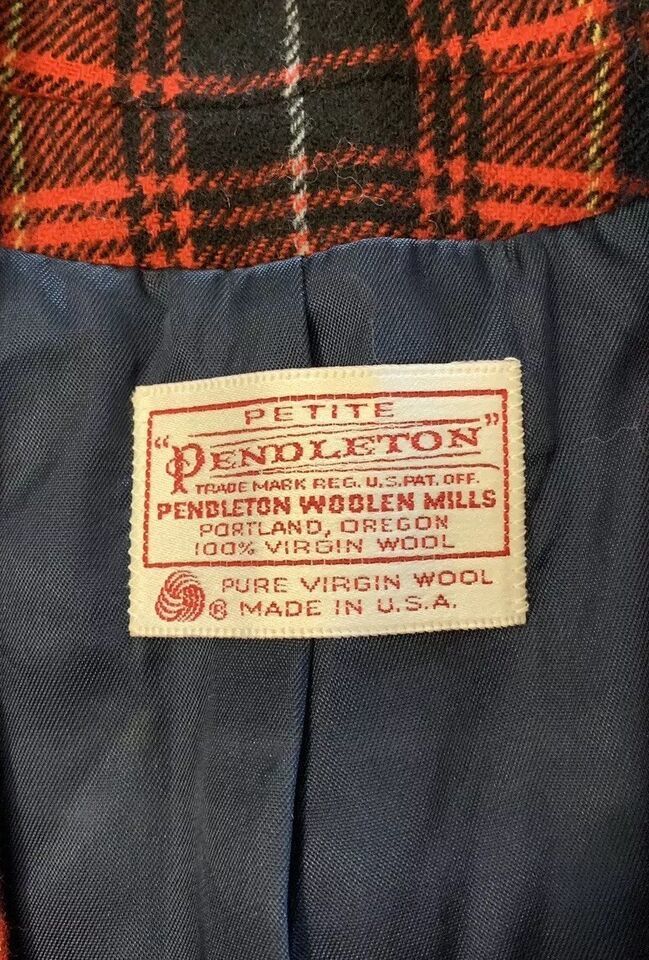 PETITE
"PENDLETON"
TRADE MARK REG. U.S. PAT. OFF.
PENDLETON WOOLEN MILLS
PORTLAND, OREGON
100% VIRGIN WOOL
PURE VIRGIN WOOL
® MADE IN U.S.A.